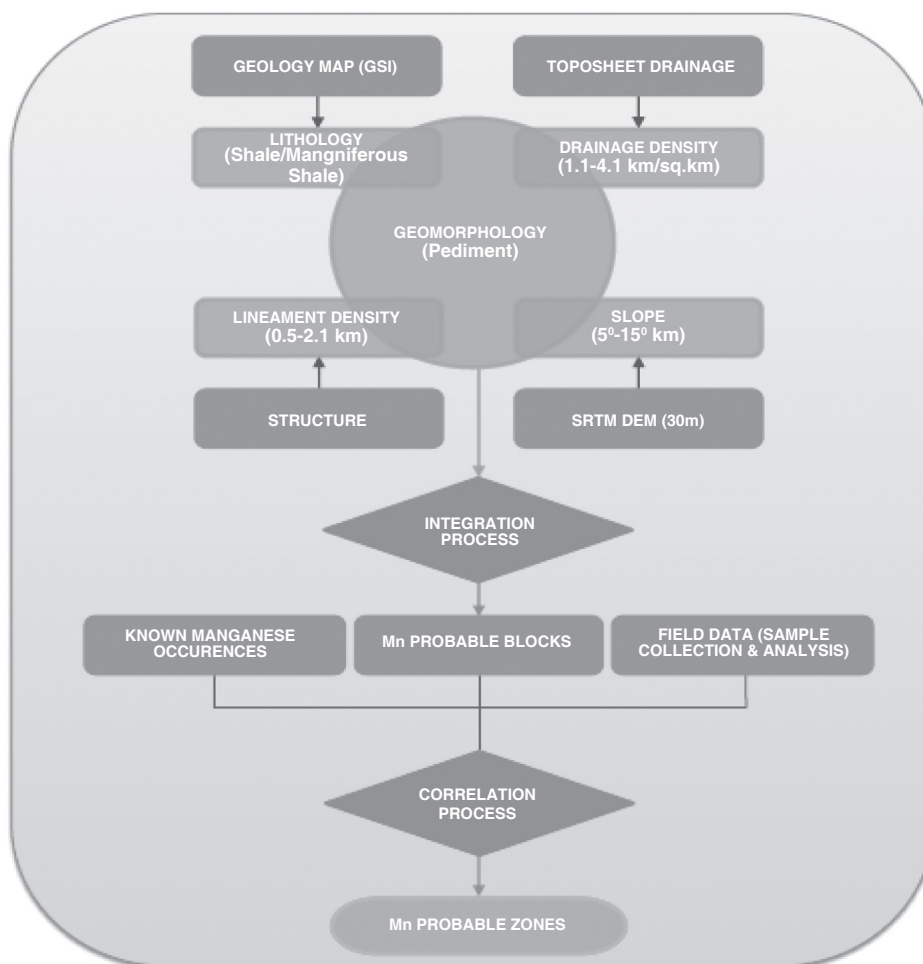 GEOLOGY MAP (GSI)
TOPOSHEET DRAINAGE
LITHOLOGY
(Shale/Mangniferous
Shale)
DRAINAGE DENSITY
(1.1-4.1 km/sq.km)
GEOMORPHOLOGY
(Pediment)
LINEAMENT DENSITY
(0.5-2.1 km)
SLOPE
(5⁰-15⁰ km)
STRUCTURE
SRTM DEM (30m)
INTEGRATION
PROCESS
KNOWN MANGANESE
OCCURENCES
Mn PROBABLE BLOCKS
FIELD DATA (SAMPLE
COLLECTION & ANALYSIS)
CORRELATION
PROCESS
Mn PROBABLE ZONES